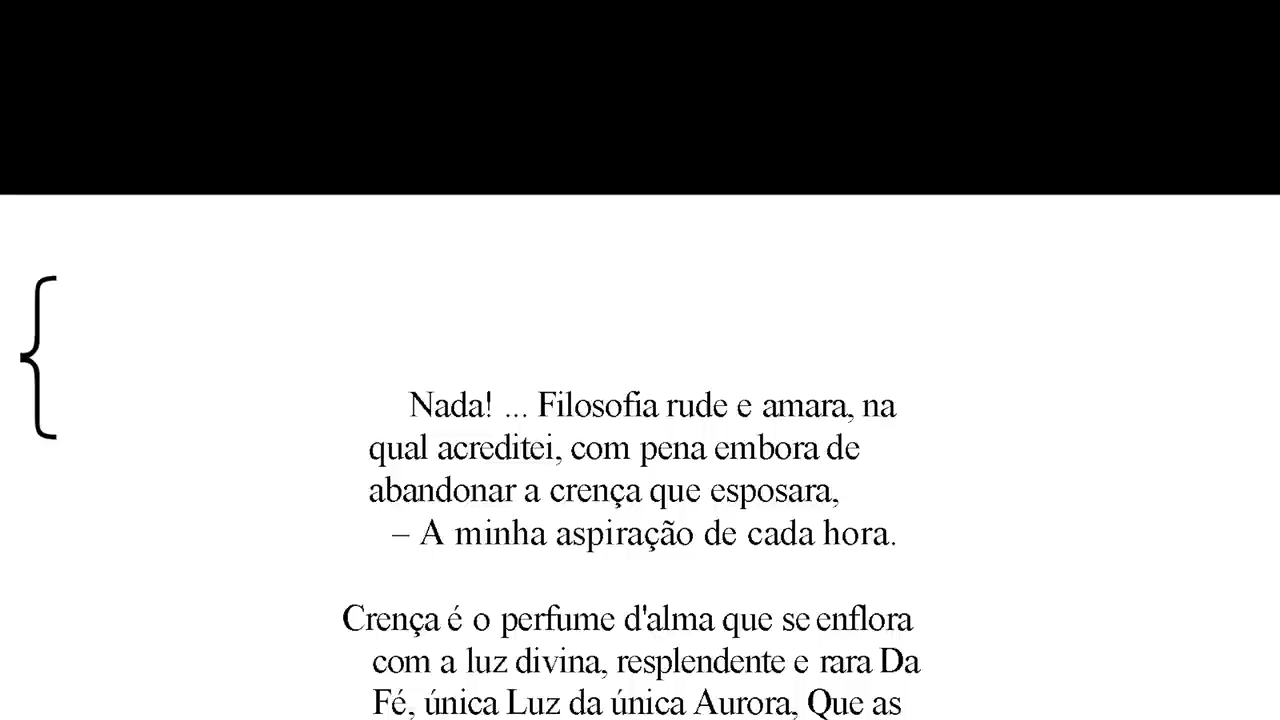 Nada! ... Filosofia rude e amara, na
qual acreditei, com pena embora de
abandonar a crença que esposara,
– A minha aspiração de cada hora.
Crença é o perfume d'alma que se enflora
com a luz divina, resplendente e rara Da
Fé, única Luz da única Aurora, Que as